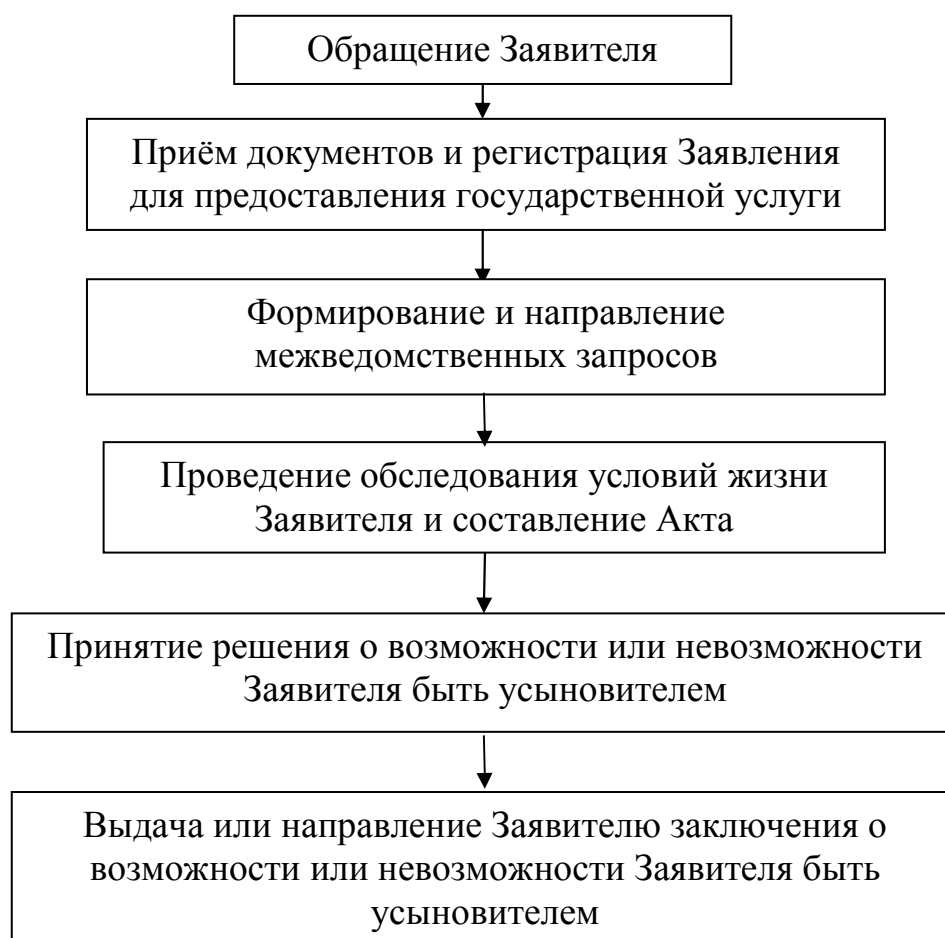 Обращение Заявителя
Приём документов и регистрация Заявления
для предоставления государственной услуги
Формирование и направление
межведомственных запросов
Проведение обследования условий жизни
Заявителя и составление Акта
Принятие решения о возможности или невозможности
Заявителя быть усыновителем
Выдача или направление Заявителю заключения о
возможности или невозможности Заявителя быть
усыновителем